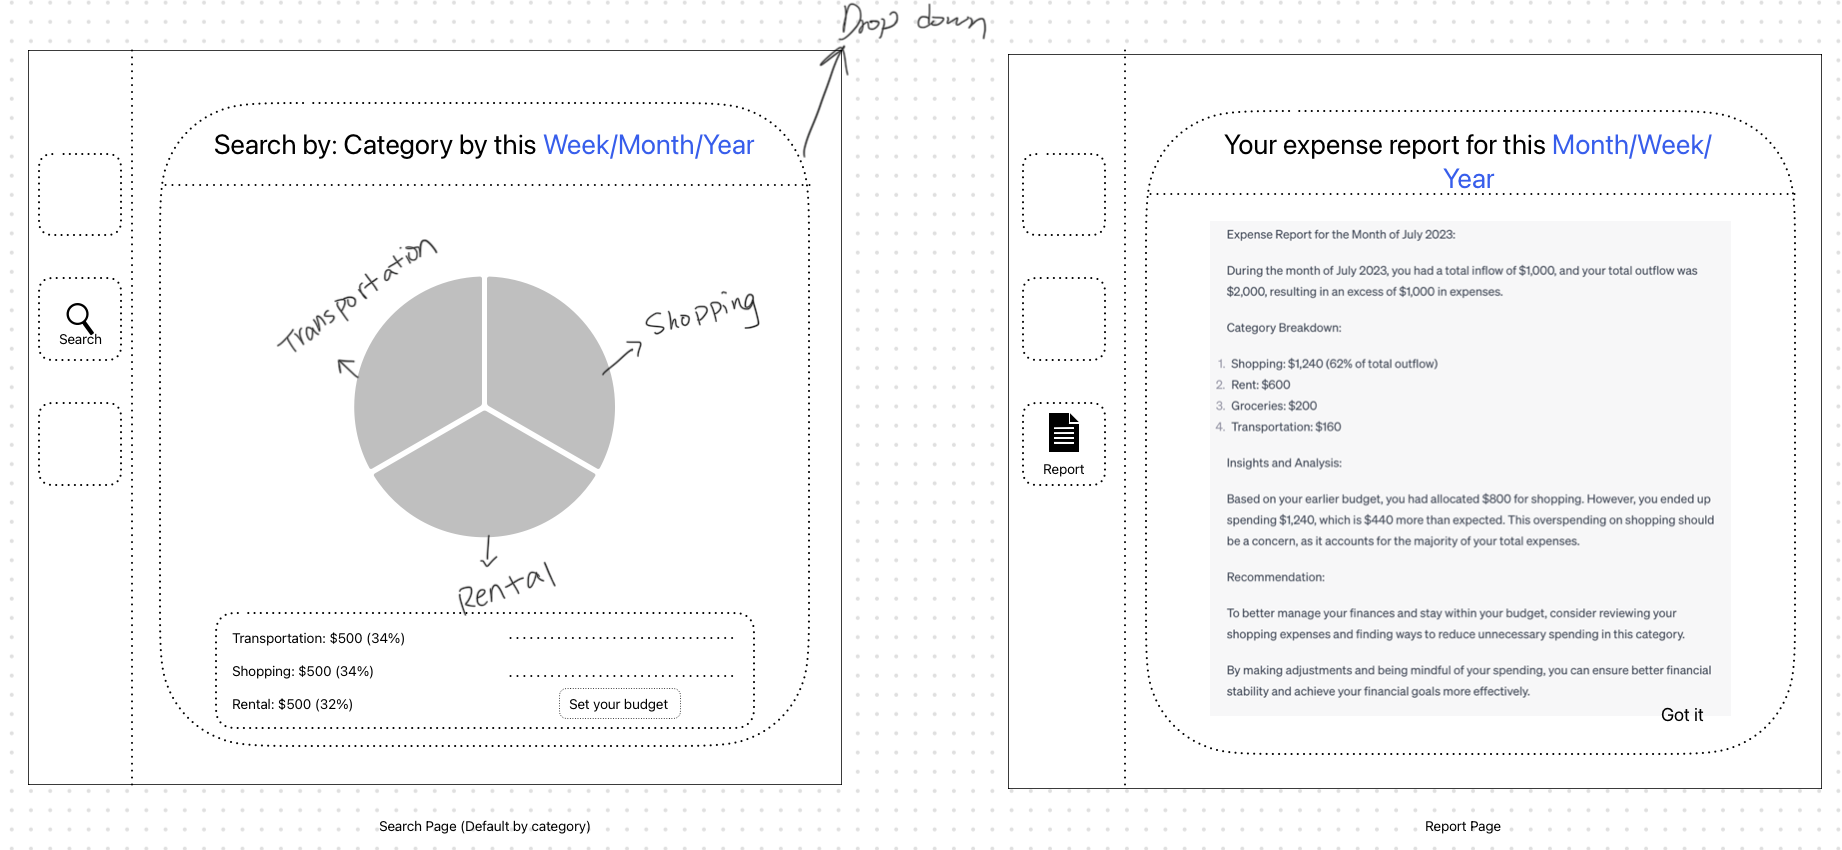 Drop down
Search by: Category by this Week/Month/Year
Search
Transportation
Shopping
Rental
Transportation: $500 (34%)
Shopping: $500 (34%)
Rental: $500 (32%)
Set your budget
Search Page (Default by category)
Your expense report for this Month/Week/
Year
Report
Expense Report for the Month of July 2023:
During the month of July 2023, you had a total inflow of $1,000, and your total outflow was
$2,000, resulting in an excess of $1,000 in expenses.
Category Breakdown:
1. Shopping: $1,240 (62% of total outflow)
2. Rent: $600
3. Groceries: $200
4. Transportation: $160
Insights and Analysis:
Based on your earlier budget, you had allocated $800 for shopping. However, you ended up
spending $1,240, which is $440 more than expected. This overspending on shopping should
be a concern, as it accounts for the majority of your total expenses.
Recommendation:
To better manage your finances and stay within your budget, consider reviewing your
shopping expenses and finding ways to reduce unnecessary spending in this category.
By making adjustments and being mindful of your spending, you can ensure better financial
stability and achieve your financial goals more effectively.
Got it
Report Page